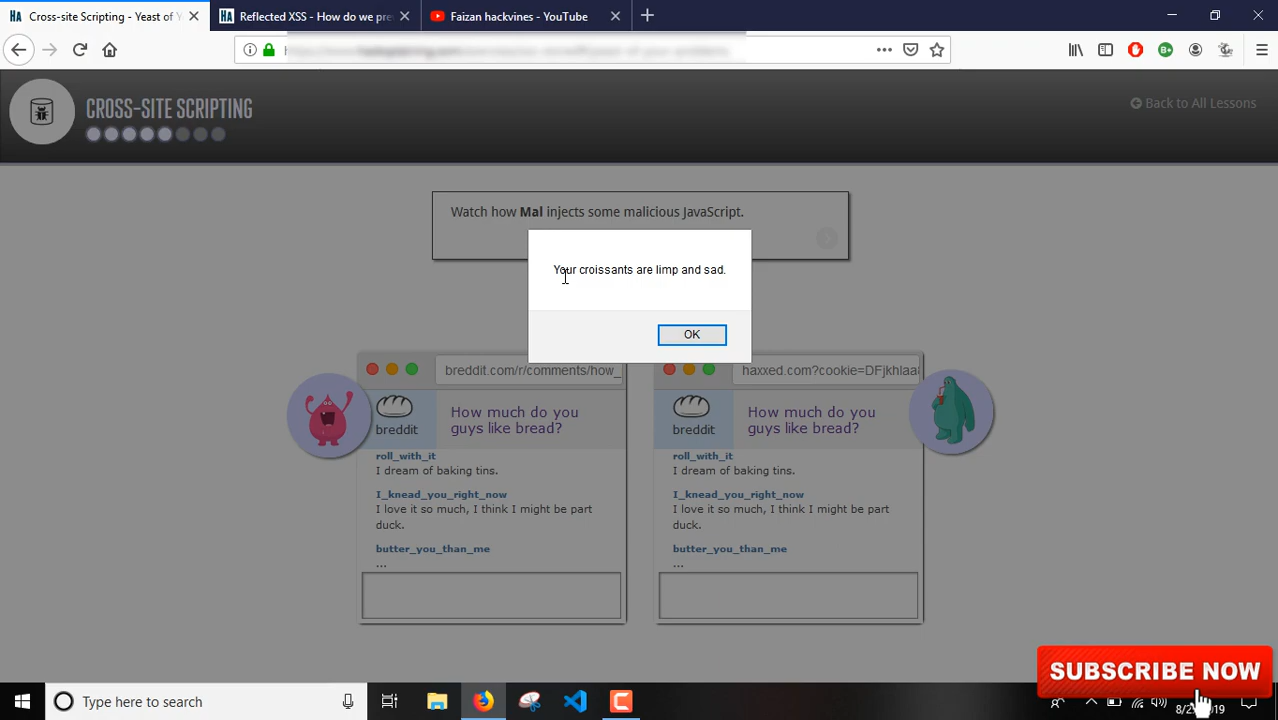 Cross-site Scripting - Yeast of Y
Reflected XSS - How do we pre
Faizan hackvines - YouTube
CROSS-SITE SCRIPTING
Back to All Lessons
Watch how Mal injects some malicious JavaScript.
Your croissants are limp and sad.
OK
breddit.com/r/comments/how_
breddit
How much do you
guys like bread?
roll_with_it
I dream of baking tins.
I_knead_you_right_now
I love it so much, I think I might be part
duck.
butter_you_than_me
...
haxxed.com?cookie=DFjkhlaa
breddit
How much do you
guys like bread?
roll_with_it
I dream of baking tins.
I_knead_you_right_now
I love it so much, I think I might be part
duck.
butter_you_than_me
...
SUBSCRIBE NOW
Type here to search